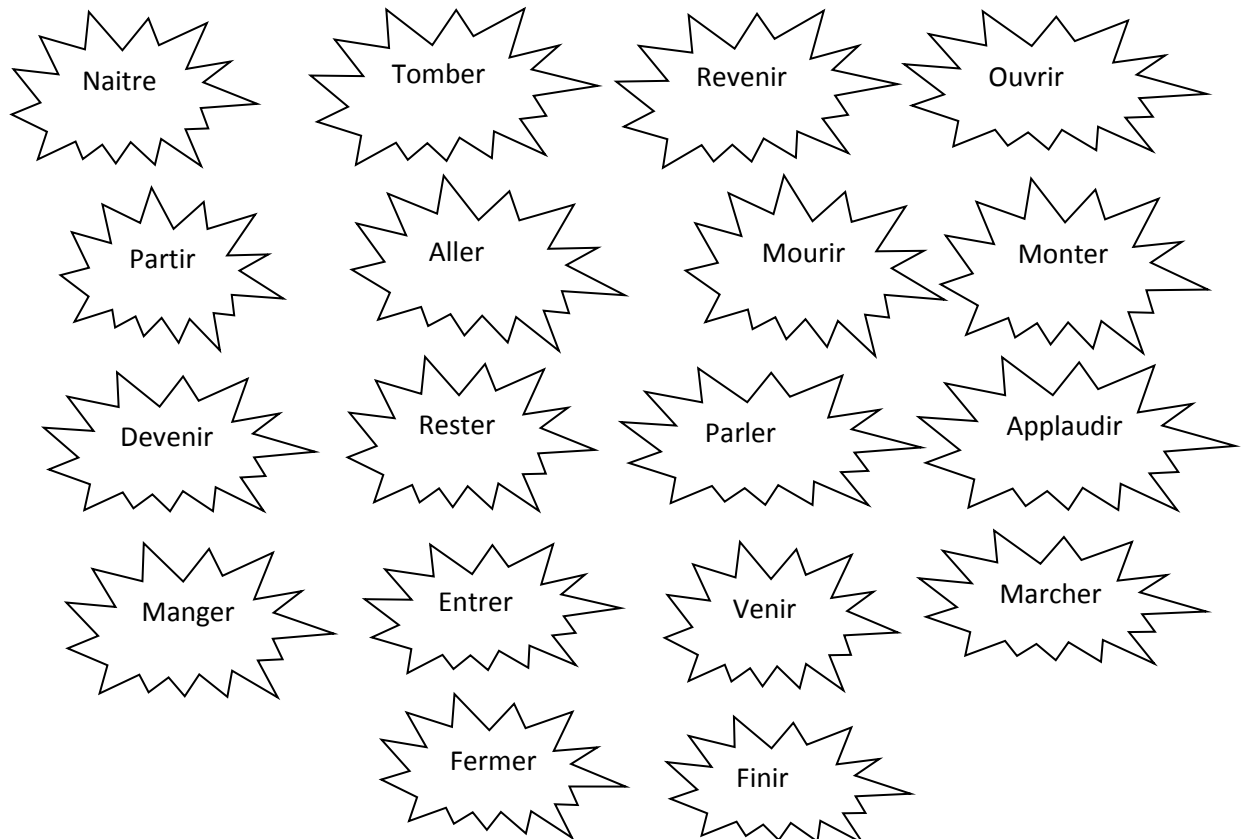 Naitre
Tomber
Revenir
Ouvrir
Partir
Aller
Mourir
Monter
Devenir
Rester
Parler
Applaudir
Manger
Entrer
Venir
Marcher
Fermer
Finir